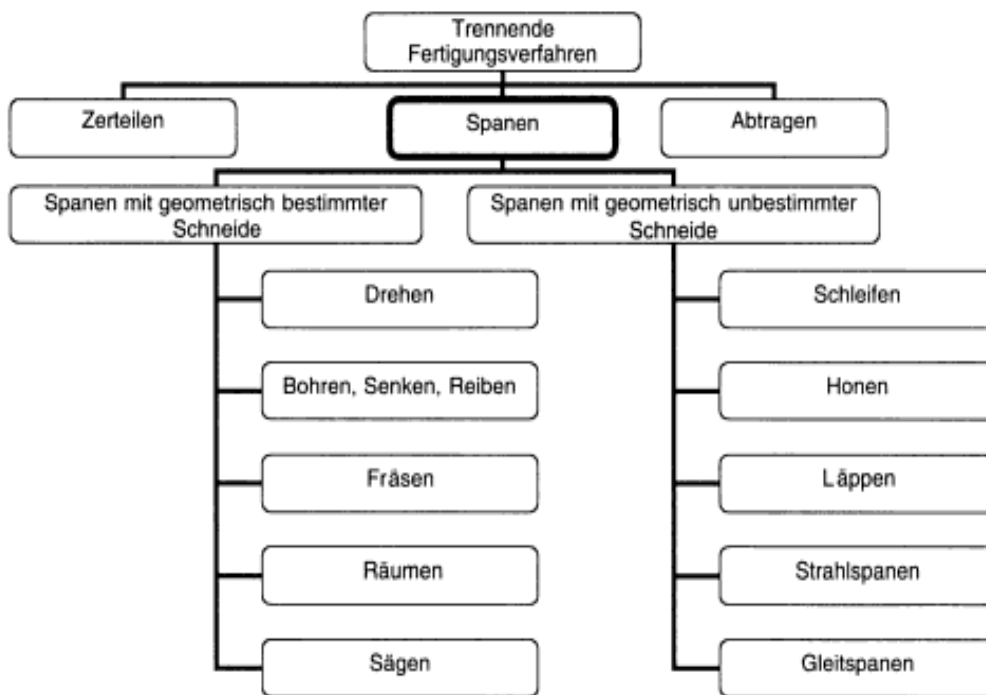 Trennende
Fertigungsverfahren
Zerteilen
Spanen
Abtragen
Spanen mit geometrisch bestimmter
Schneide
Spanen mit geometrisch unbestimmter
Schneide
Drehen
Bohren, Senken, Reiben
Fräsen
Räumen
Sägen
Schleifen
Honen
Läppen
Strahlspanen
Gleitspanen